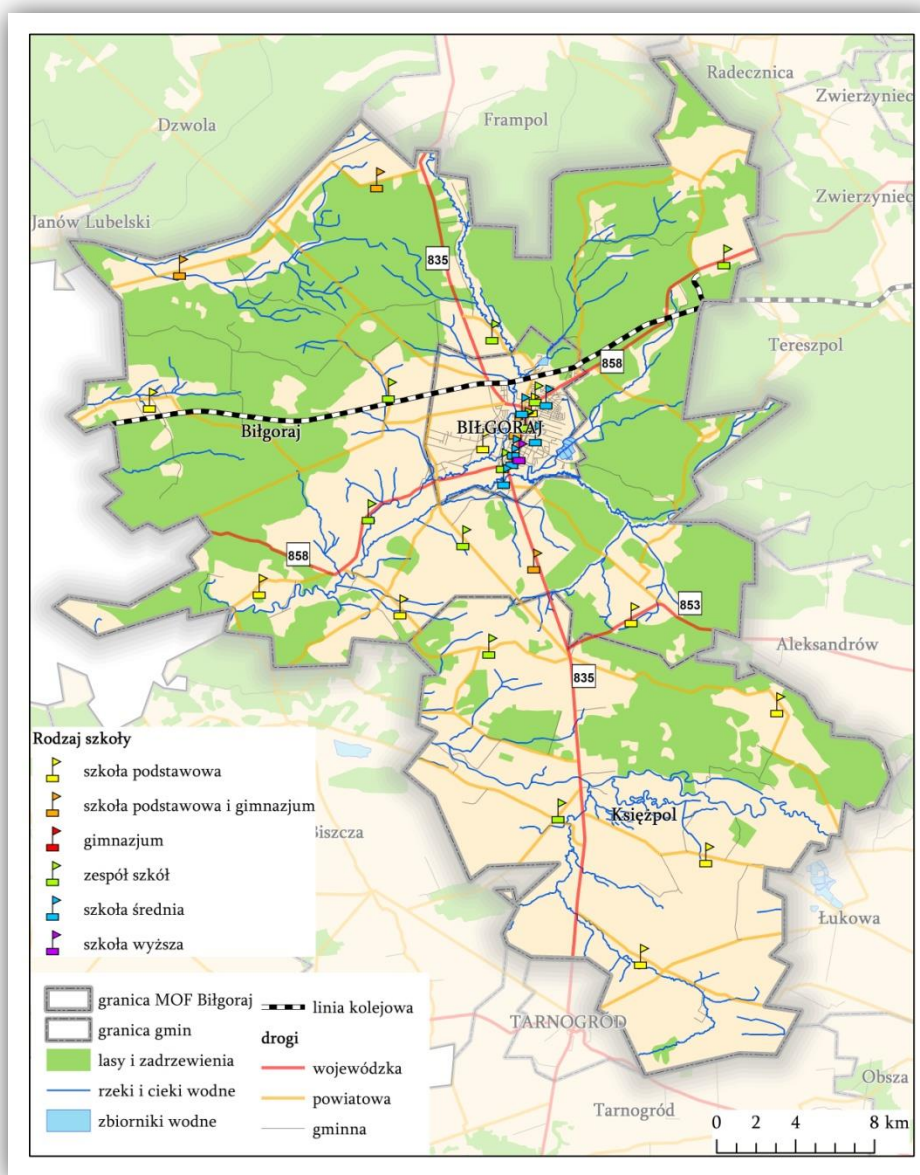 Radecznica
Zwierzyniec
Frampol
Dzwola
Zwierzyniec
Janów Lubelski
835
Tereszpol
858
BIŁGORAJ
Biłgoraj
858
853
Aleksandrów
835
Rodzaj szkoły
szkoła podstawowa
szkoła podstawowa i gimnazjum
gimnazjum
zespół szkół
szkoła średnia
szkoła wyższa
Biszcza
Księżpol
Łukowa
granica MOF Biłgoraj
granica gmin
lasy i zadrzewienia
rzeki i cieki wodne
zbiorniki wodne
linia kolejowa
drogi
wojewódzka
powiatowa
gminna
TARNOGRÓD
Tarnogród
Obsza
0 2 4 8 km